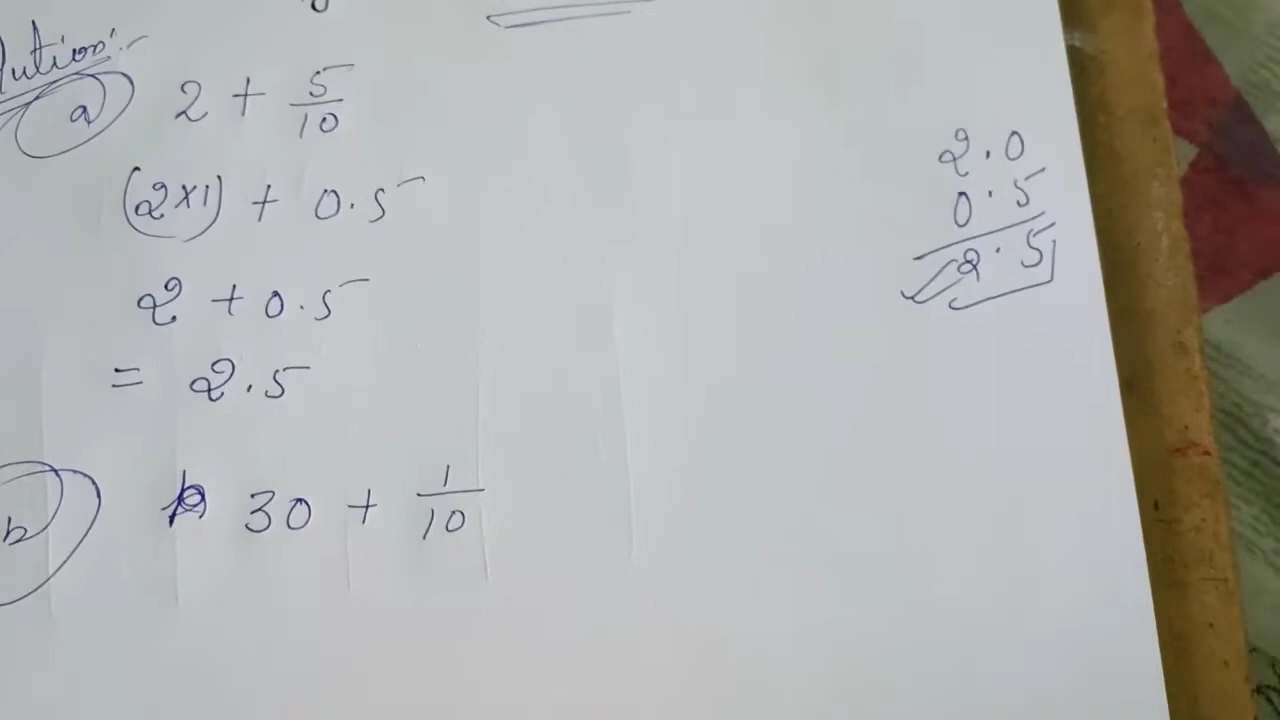 a) 2 + 5/10
(2×1) + 0.5
2 + 0.5
= 2.5
2.0
0.5
2.5
b) 30 + 1/10